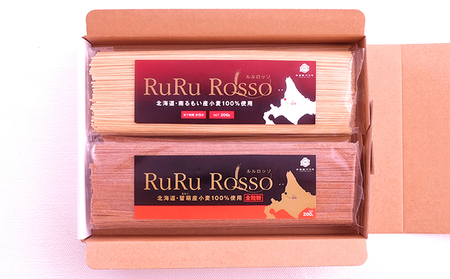 ルルロッソ
RuRu Rosso
北海道・南るもい産小麦100%使用
ルルロッソ
RuRu Rosso
北海道・留萌産小麦100%使用 全粒粉
200g